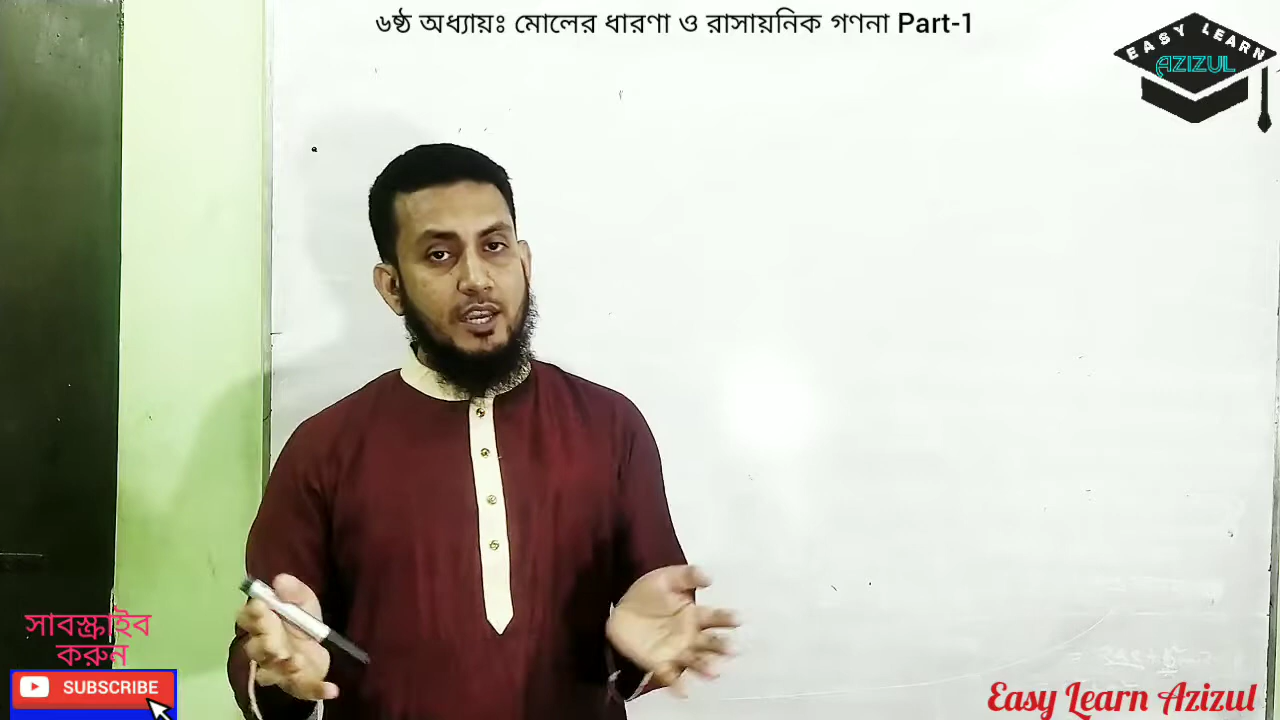 ৬ষ্ঠ অধ্যায়ঃ মোলের ধারণা ও রাসায়নিক গণনা Part-1
EASY LEARN
AZIZUL
সাবস্ক্রাইব
করুন
SUBSCRIBE
Easy Learn Azizul